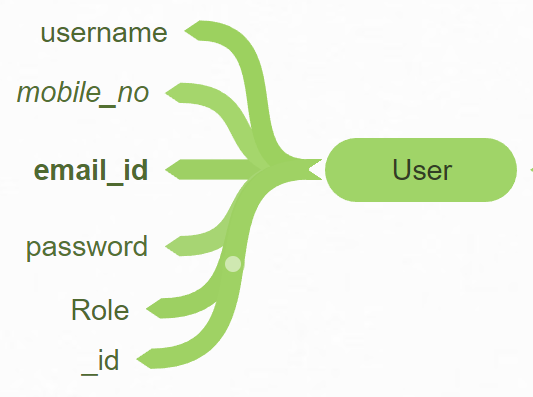 username
mobile_no
email_id
User
password
Role
_id